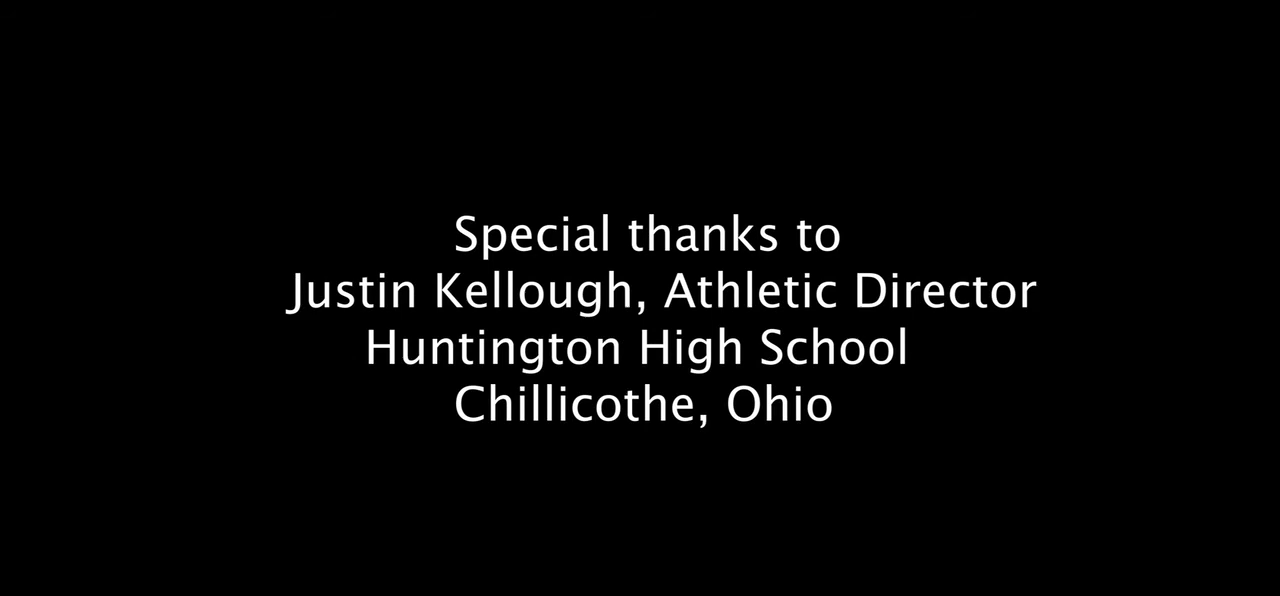 Special thanks to
Justin Kellough, Athletic Director
Huntington High School
Chillicothe, Ohio